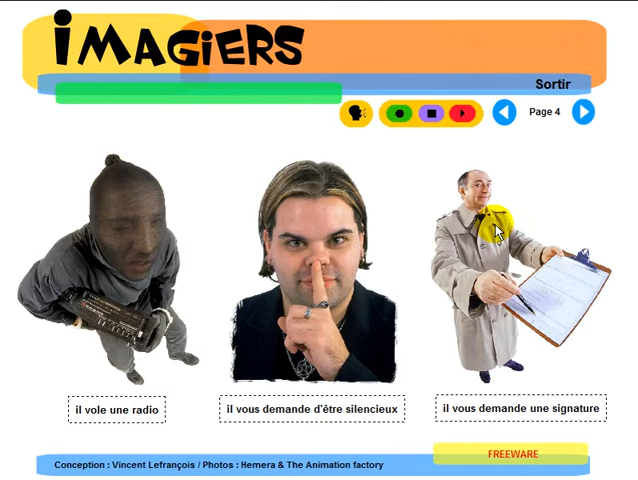 iMAGiERS
Sortir
Page 4
il vole une radio
il vous demande d'être silencieux
il vous demande une signature
FREEWARE
Conception : Vincent Lefrançois / Photos : Hemera & The Animation factory